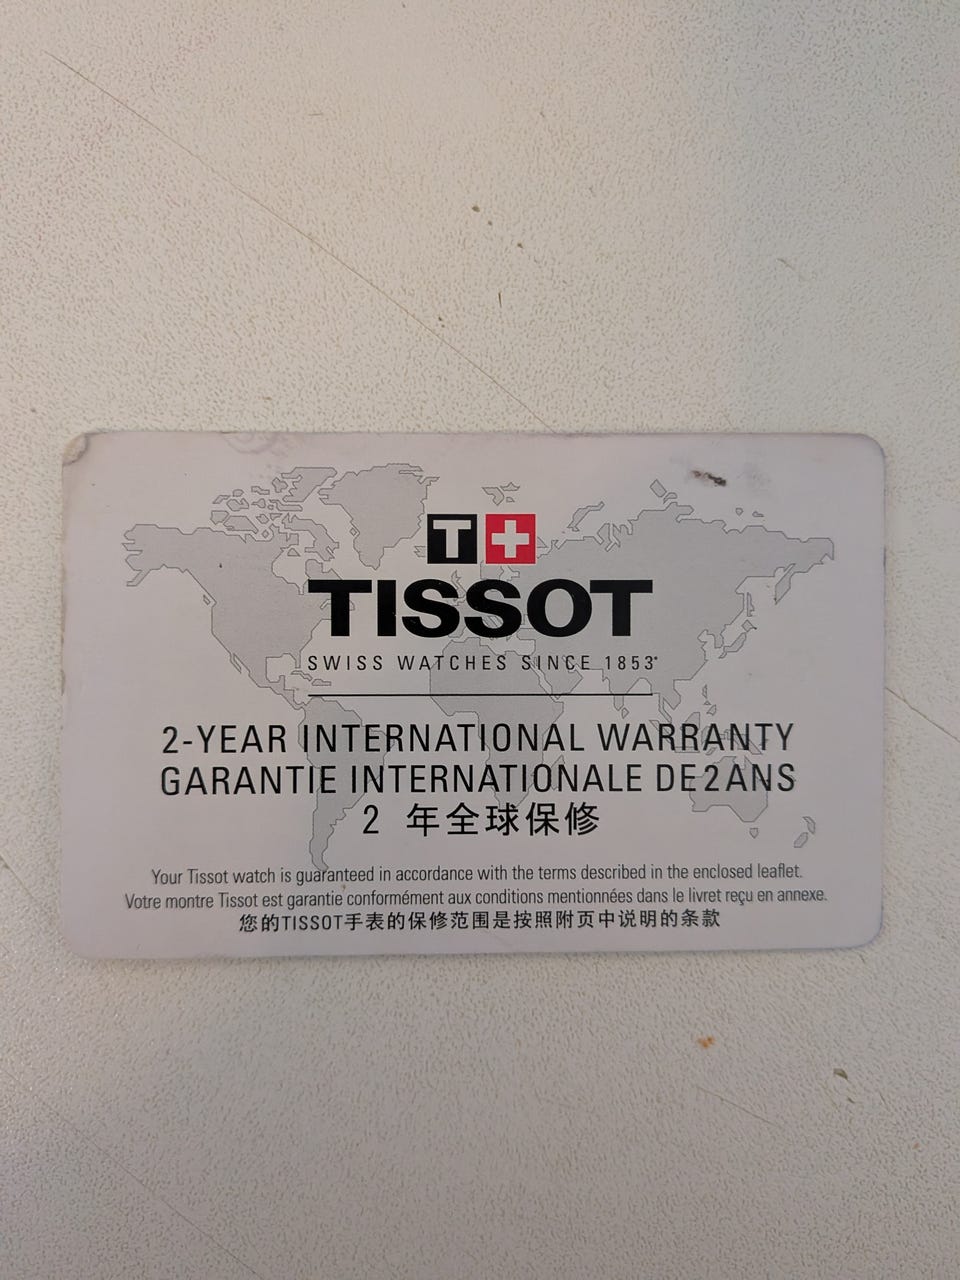 T+
TISSOT
SWISS WATCHES SINCE 1853*
2-YEAR INTERNATIONAL WARRANTY
GARANTIE INTERNATIONALE DE 2 ANS
2 年全球保修
Your Tissot watch is guaranteed in accordance with the terms described in the enclosed leaflet.
Votre montre Tissot est garantie conformément aux conditions mentionnées dans le livret reçu en annexe.
您的TISSOT手表的保修范围是按照附页中说明的条款